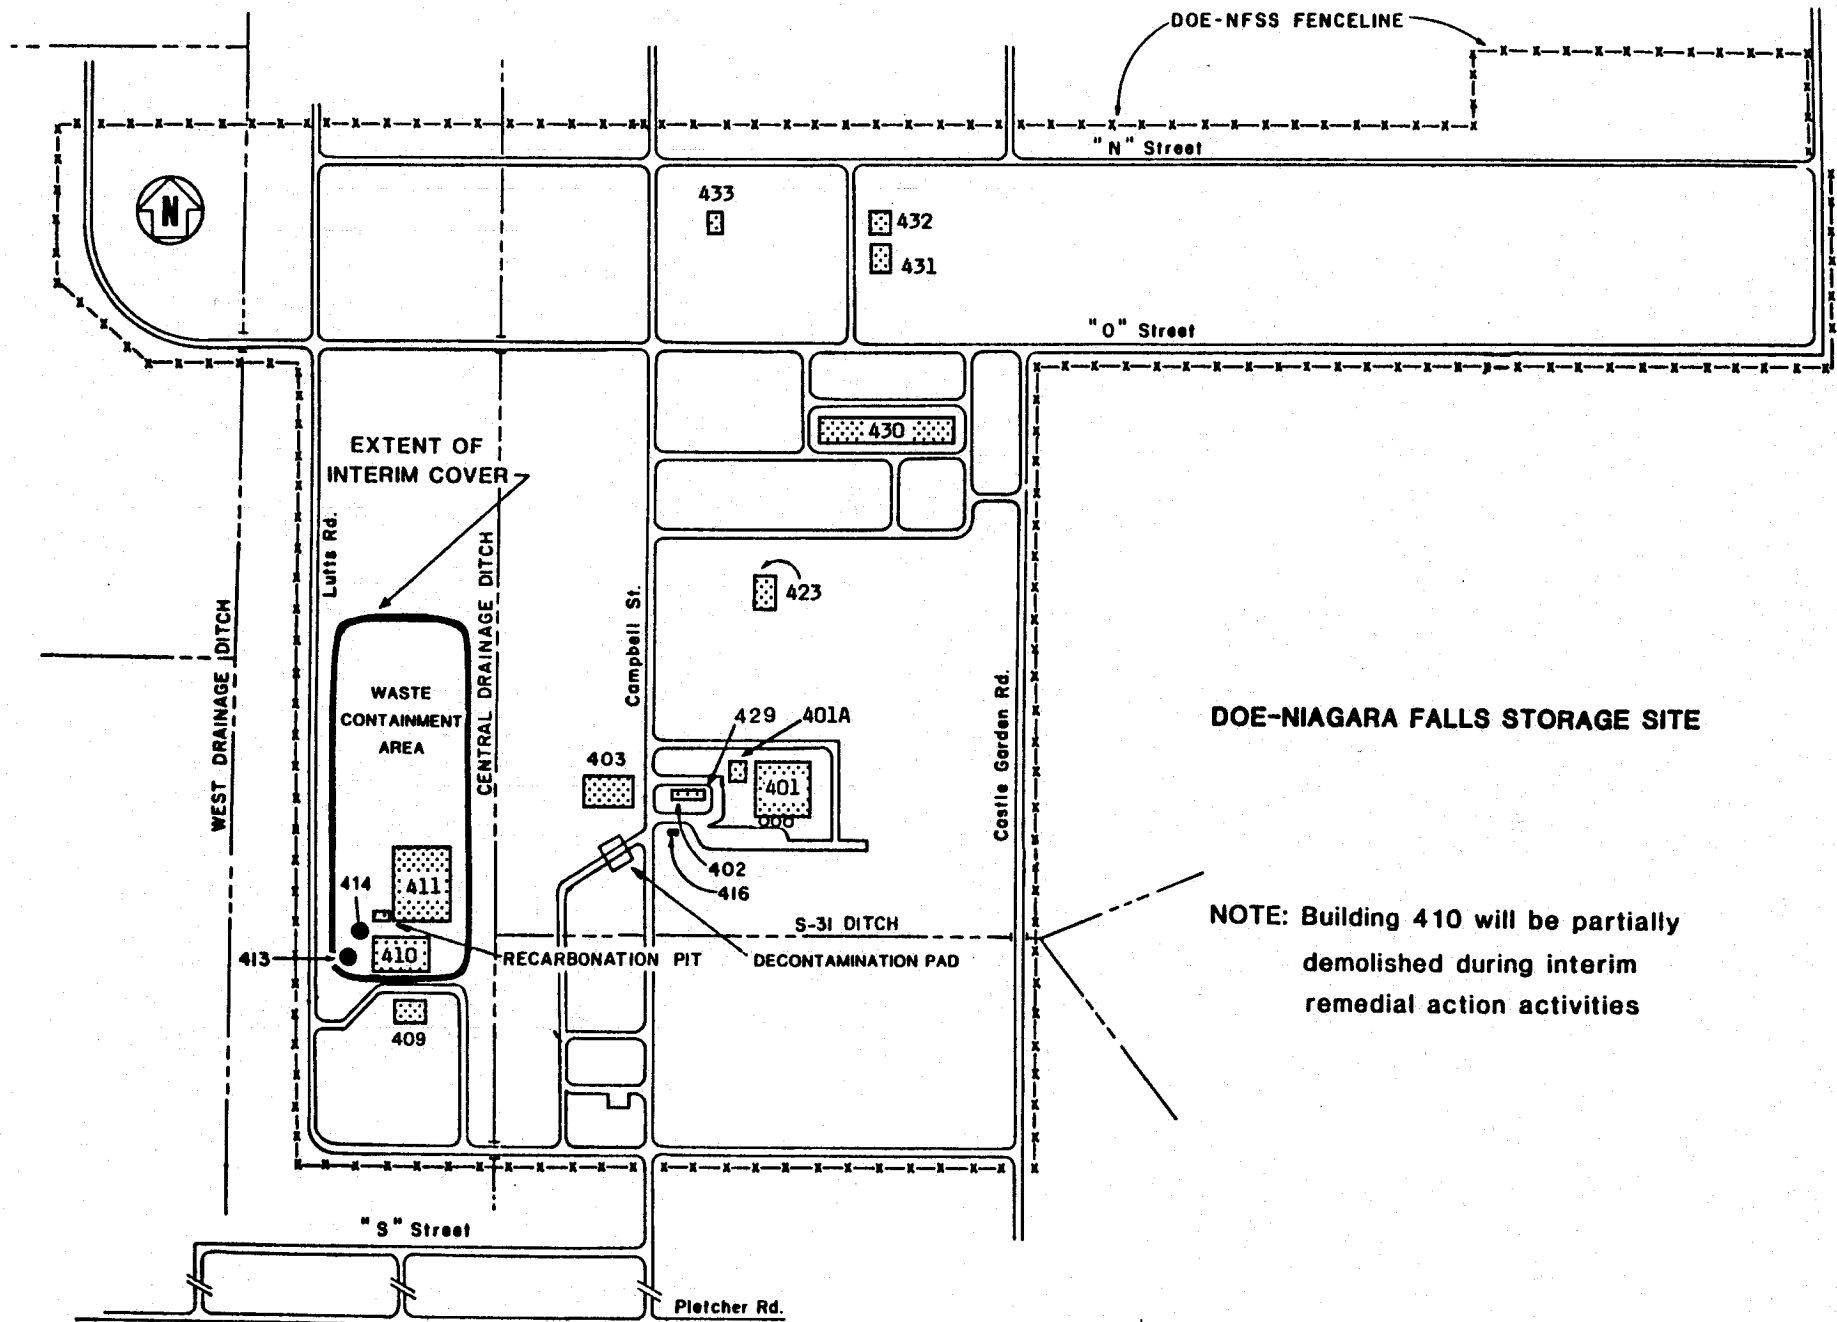 DOE-NFSS FENCELINE
"N" Street
N
433
432
431
"O" Street
430
EXTENT OF
INTERIM COVER
Lutts Rd.
CENTRAL DRAINAGE DITCH
Campbell St.
423
WEST DRAINAGE DITCH
WASTE
CONTAINMENT
AREA
Castle Garden Rd.
429
401A
DOE-NIAGARA FALLS STORAGE SITE
403
401
402
416
414
411
S-31 DITCH
NOTE: Building 410 will be partially
demolished during interim
remedial action activities
413
410
RECARBONATION PIT
DECONTAMINATION PAD
409
"S" Street
Pletcher Rd.